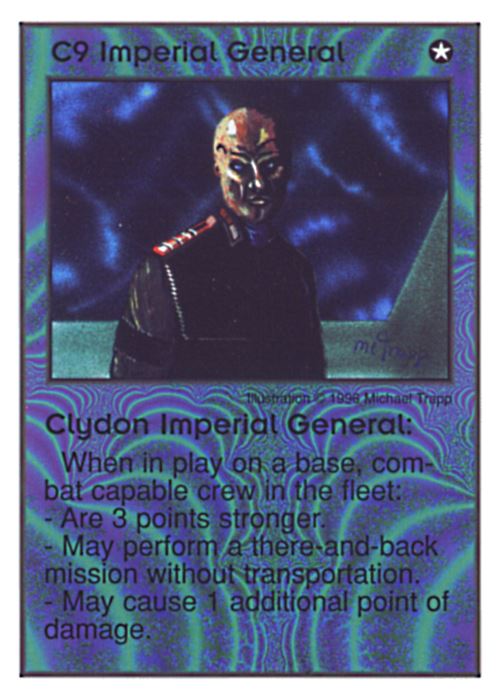 C9 Imperial General
Illustration © 1998 Michael Trapp
Clydon Imperial General:
When in play on a base, com-
bat capable crew in the fleet:
- Are 3 points stronger.
- May perform a there-and-back
mission without transportation.
- May cause 1 additional point of
damage.